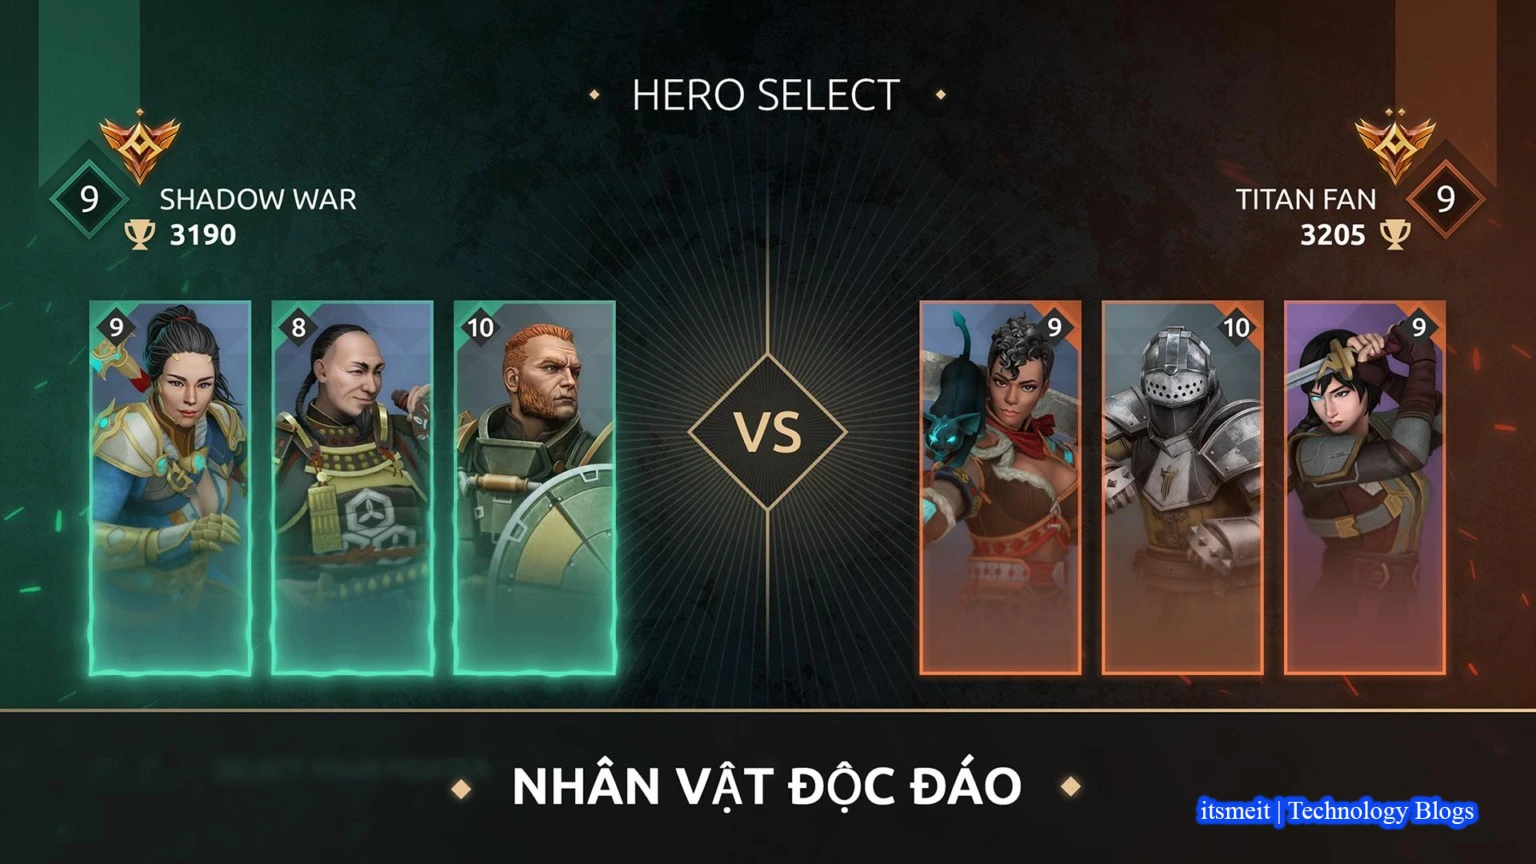 HERO SELECT
9
SHADOW WAR
3190
TITAN FAN
9
3205
9
8
10
9
10
9
VS
NHÂN VẬT ĐỘC ĐÁO
itsmeit | Technology Blogs